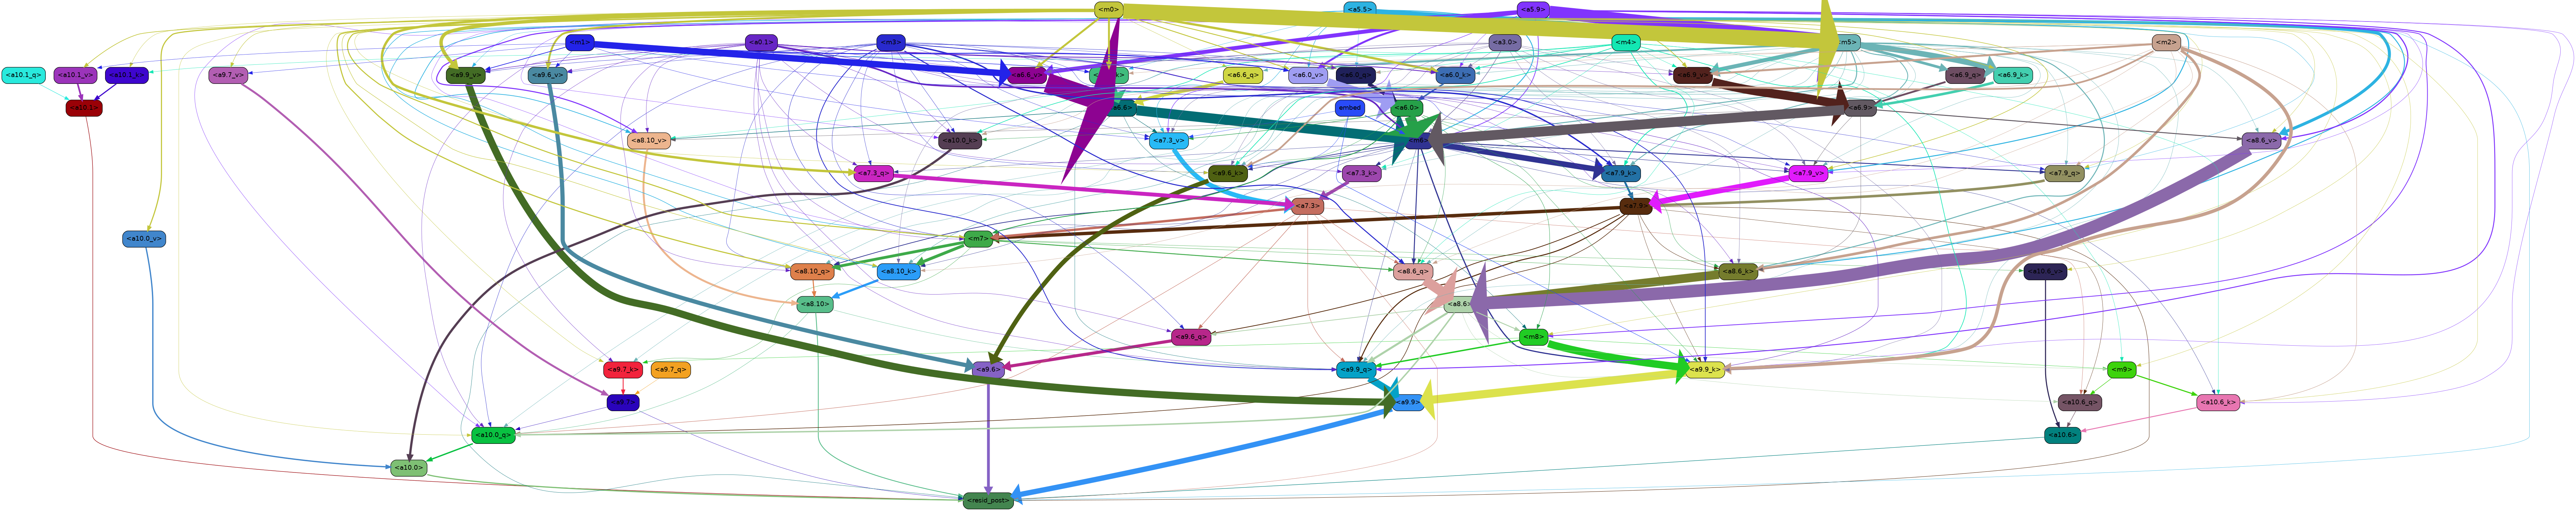 <m0> <a5.5> <a5.9>
<m1> <a0.1> <m3> <a3.0> <m4> <m5> <m2>
<a10.1_q> <a10.1_v> <a10.1_k> <a9.7_v> <a9.9_v> <a9.6_v> <a6.6_v> <a6.6_q> <a6.0_v> <a6.0_q> <a6.0_k> <a6.9_v> <a6.9_q> <a6.9_k>
<a10.1> <a6.6> embed <a6.0> <a6.9>
<a8.10_v> <a10.0_k> <a7.3_v> <m6> <a8.6_v>
<a7.3_q> <a9.6_k> <a7.3_k> <a7.9_k> <a7.9_v> <a7.9_q>
<a7.3> <a7.9>
<a10.0_v> <m7>
<a8.10_q> <a8.10_k> <a8.6_q> <a8.6_k> <a10.6_v>
<a8.10> <a8.6>
<a9.6_q> <m8>
<a9.7_k> <a9.7_q> <a9.6> <a9.9_q> <a9.9_k> <m9>
<a9.7> <a9.9> <a10.6_q> <a10.6_k>
<a10.0_q> <a10.6>
<a10.0>
<resid_post>